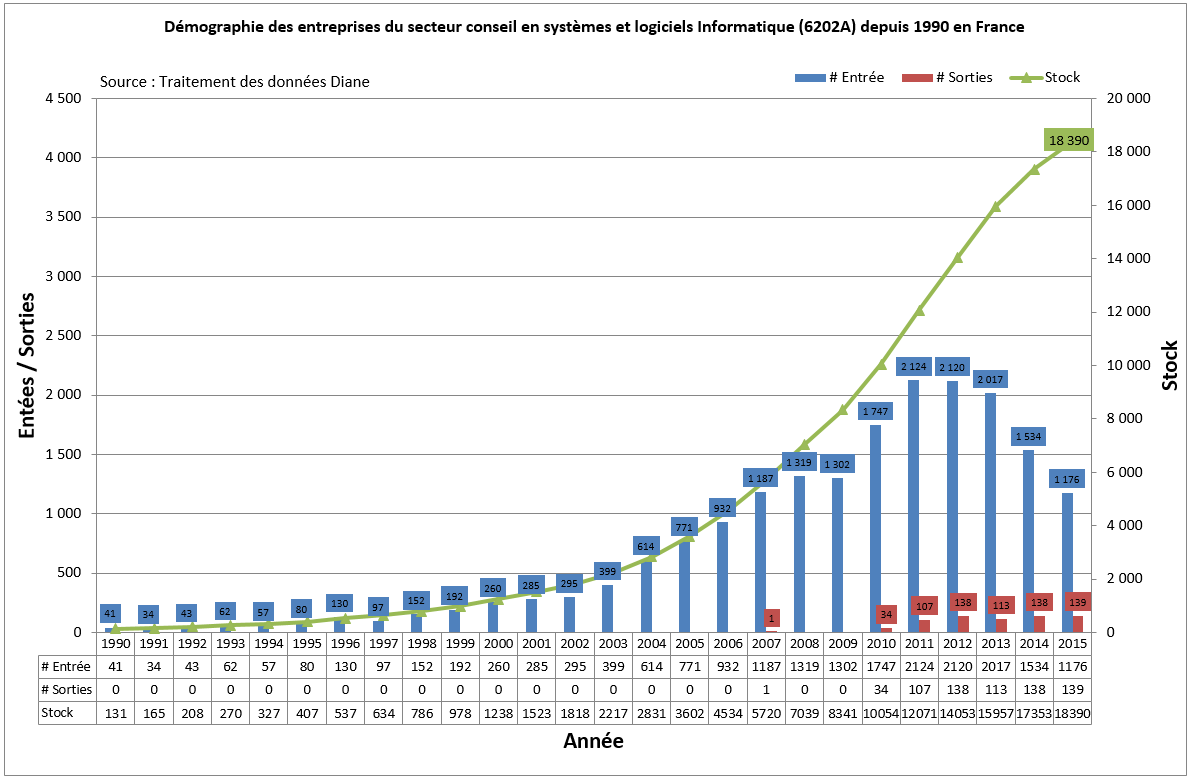 Démographie des entreprises du secteur conseil en systèmes et logiciels Informatique (6202A) depuis 1990 en France
Source : Traitement des données Diane
# Entrée # Sorties Stock
4 500
4 000
3 500
3 000
2 500
2 000
1 500
1 000
500
0
Entées / Sorties
20 000
18 000
16 000
14 000
12 000
10 000
8 000
6 000
4 000
2 000
0
Stock
18 390
41 34 43 62 57 80 130 97 152 192 260 285 295 399 614 771 932 1 187 1 319 1 302 1 747 2 124 2 120 2 017 1 534 1 176
1 34 107 138 113 138 139
1990 1991 1992 1993 1994 1995 1996 1997 1998 1999 2000 2001 2002 2003 2004 2005 2006 2007 2008 2009 2010 2011 2012 2013 2014 2015
# Entrée 41 34 43 62 57 80 130 97 152 192 260 285 295 399 614 771 932 1187 1319 1302 1747 2124 2120 2017 1534 1176
# Sorties 0 0 0 0 0 0 0 0 0 0 0 0 0 0 0 0 0 1 0 0 34 107 138 113 138 139
Stock 131 165 208 270 327 407 537 634 786 978 1238 1523 1818 2217 2831 3602 4534 5720 7039 8341 10054 12071 14053 15957 17353 18390
Année